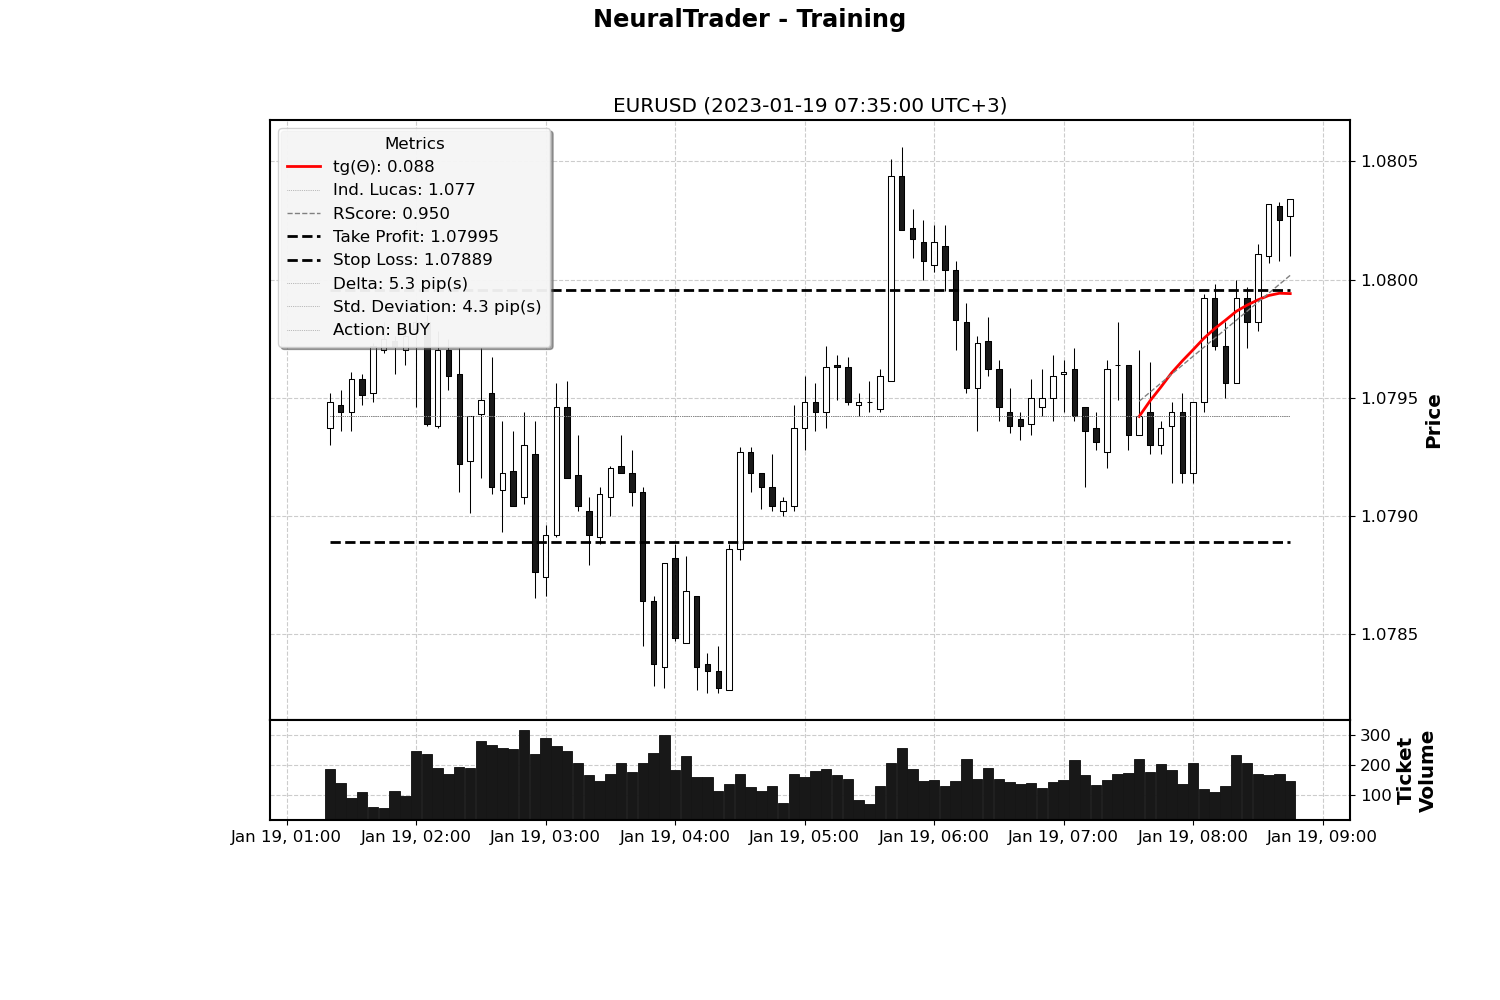 NeuralTrader - Training
EURUSD (2023-01-19 07:35:00 UTC+3)
Metrics
tg(Θ): 0.088
Ind. Lucas: 1.077
RScore: 0.950
Take Profit: 1.07995
Stop Loss: 1.07889
Delta: 5.3 pip(s)
Std. Deviation: 4.3 pip(s)
Action: BUY
1.0805
1.0800
1.0795
1.0790
1.0785
Price
300
200
100
Ticket
Volume
Jan 19, 01:00
Jan 19, 02:00
Jan 19, 03:00
Jan 19, 04:00
Jan 19, 05:00
Jan 19, 06:00
Jan 19, 07:00
Jan 19, 08:00
Jan 19, 09:00